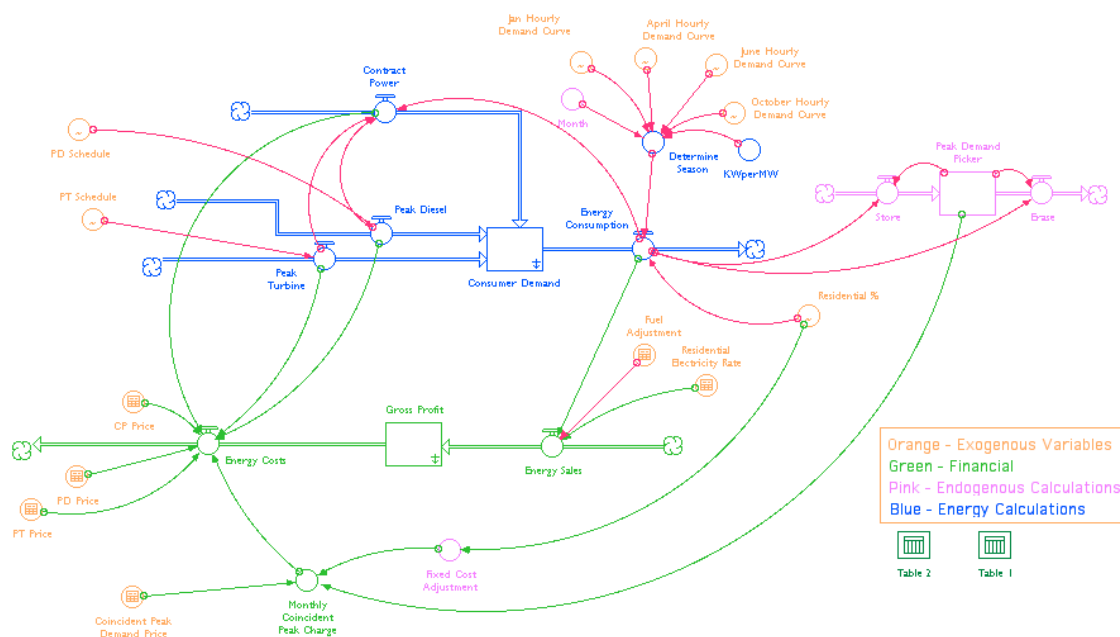 Jan Hourly
Demand Curve
April Hourly
Demand Curve
June Hourly
Demand Curve
Contract
Power
October Hourly
Demand Curve
Month
PD Schedule
Determine
Season
KWperMW
Peak Demand
Picker
PT Schedule
Peak Diesel
Energy
Consumption
Store
Erase
Peak
Turbine
Consumer Demand
Residential %
Fuel
Adjustment
Residential
Electricity Rate
Gross Profit
CP Price
Energy Costs
Energy Sales
PD Price
PT Price
Orange - Exogenous Variables
Green - Financial
Pink - Endogenous Calculations
Blue - Energy Calculations
Table 2
Table 1
Fixed Cost
Adjustment
Monthly
Coincident
Peak Charge
Coincident Peak
Demand Price